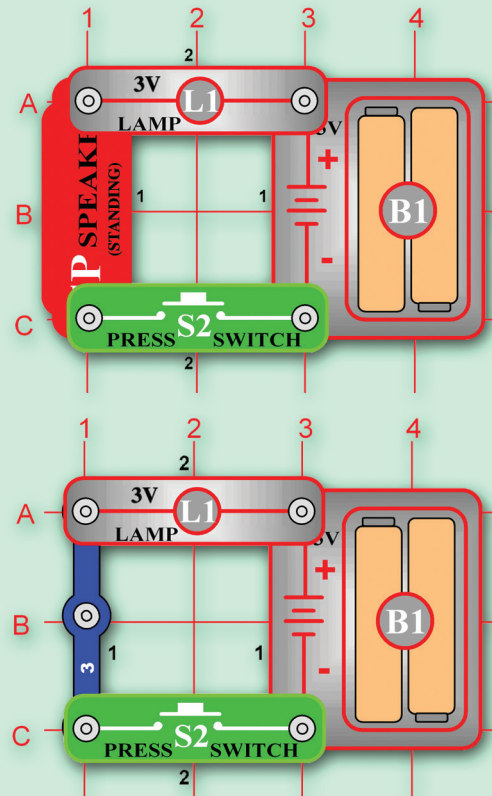 1 2 3 4
2
A 3V L1
LAMP
3V
+
SPEAKE
(STANDING)
B 1 1 B1
P
-
C S2
PRESS SWITCH
2
1 2 3 4
2
A 3V L1
LAMP
3V
+
B B1
1 1
3
-
C S2
PRESS SWITCH
2